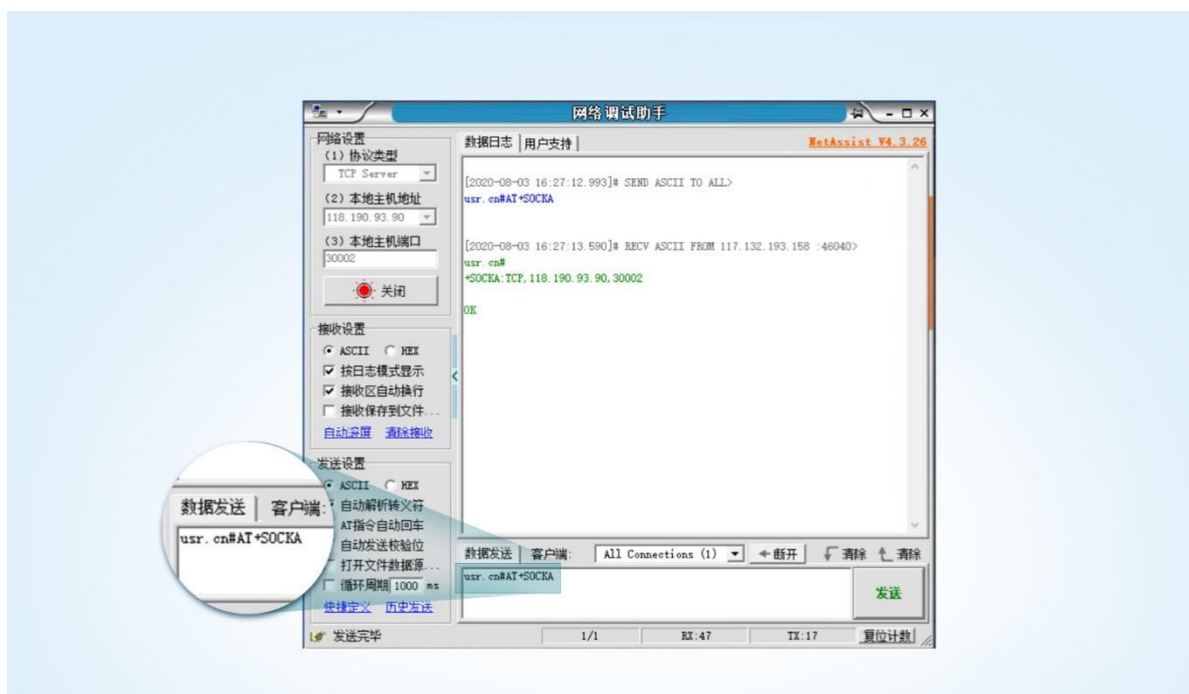 网络调试助手
网络设置
(1) 协议类型
TCP Server
(2) 本地主机地址
118.190.93.90
(3) 本地主机端口
30002
关闭
接收设置
ASCII HEX
按日志模式显示
接收区自动换行
接收保存到文件...
自动滚屏 清除接收
发送设置
ASCII HEX
自动解析转义符
AT指令自动回车
自动发送校验位
打开文件数据源...
循环周期 1000 ms
快捷定义 历史发送
数据日志 用户支持
NetAssist V4.3.26
[2020-08-03 16:27:12.993]# SEND ASCII TO ALL>
usr.cn#AT+SOCKA
[2020-08-03 16:27:13.590]# RECV ASCII FROM 117.132.193.158 :46040>
usr.cn#
+SOCKA:TCP,118.190.93.90,30002
OK
数据发送 客户端: All Connections (1) 断开 清除 清除
usr.cn#AT+SOCKA
发送
数据发送 客户端:
usr.cn#AT+SOCKA
发送完毕 1/1 RX:47 TX:17 复位计数